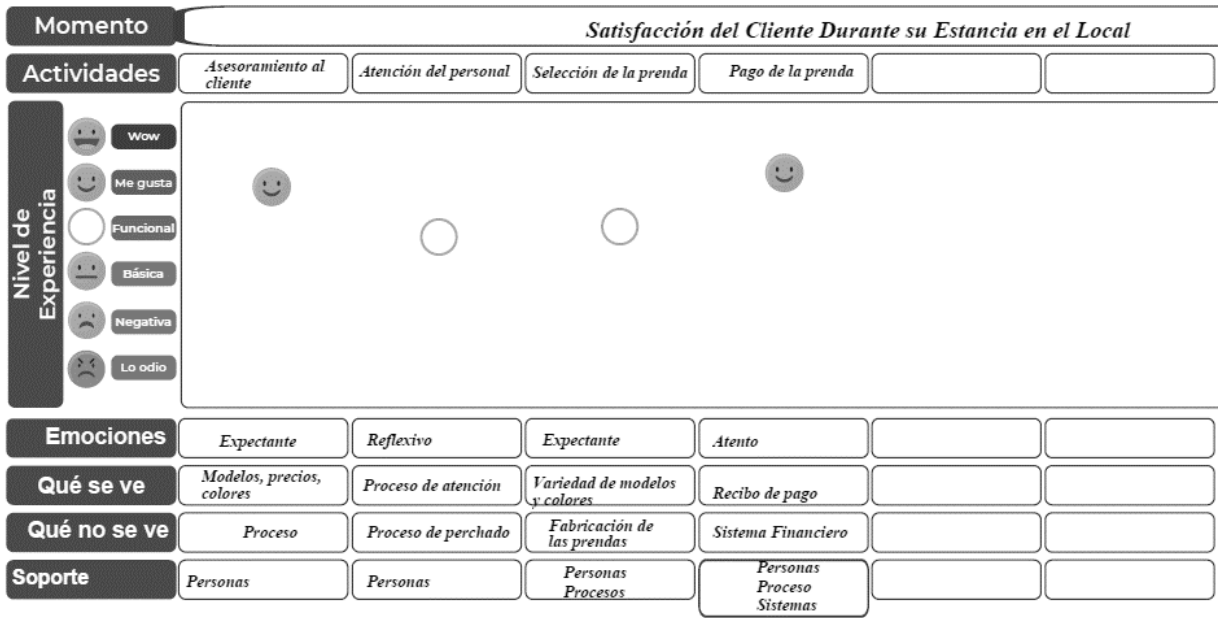 Momento
Satisfacción del Cliente Durante su Estancia en el Local
Actividades
Asesoramiento al
cliente
Atención del personal
Selección de la prenda
Pago de la prenda
Nivel de
Experiencia
Wow
Me gusta
Funcional
Básica
Negativa
Lo odio
Emociones
Expectante
Reflexivo
Expectante
Atento
Qué se ve
Modelos, precios,
colores
Proceso de atención
Variedad de modelos
y colores
Recibo de pago
Qué no se ve
Proceso
Proceso de perchado
Fabricación de
las prendas
Sistema Financiero
Soporte
Personas
Personas
Personas
Procesos
Personas
Proceso
Sistemas